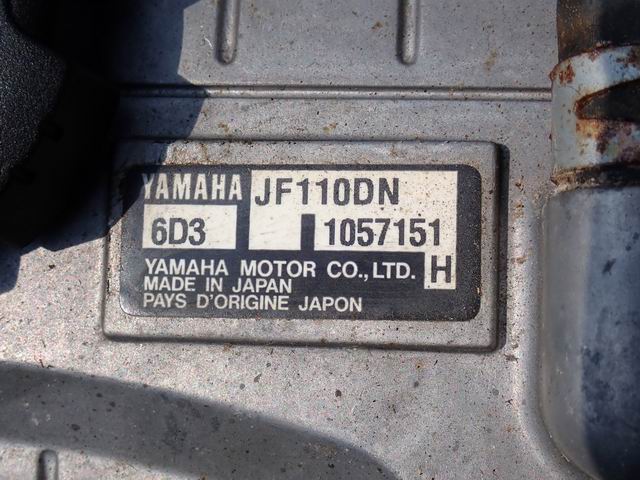 YAMAHA JF110DN
6D3 1057151
YAMAHA MOTOR CO.,LTD. H
MADE IN JAPAN
PAYS D'ORIGINE JAPON